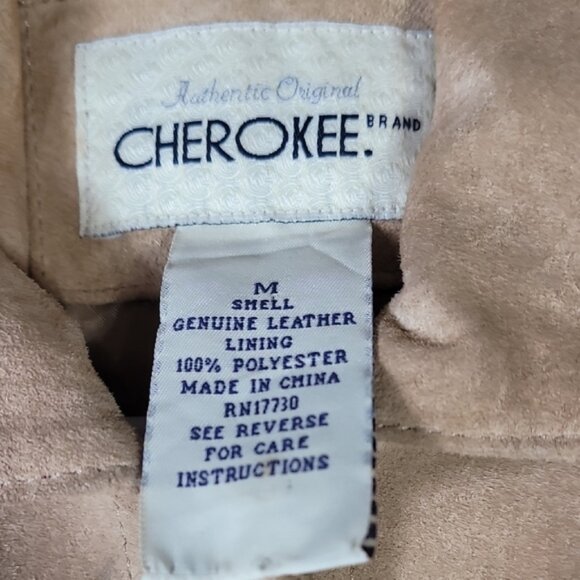 Authentic Original
CHEROKEE. BRAND
M
SHELL
GENUINE LEATHER
LINING
100% POLYESTER
MADE IN CHINA
RN17730
SEE REVERSE
FOR CARE
INSTRUCTIONS